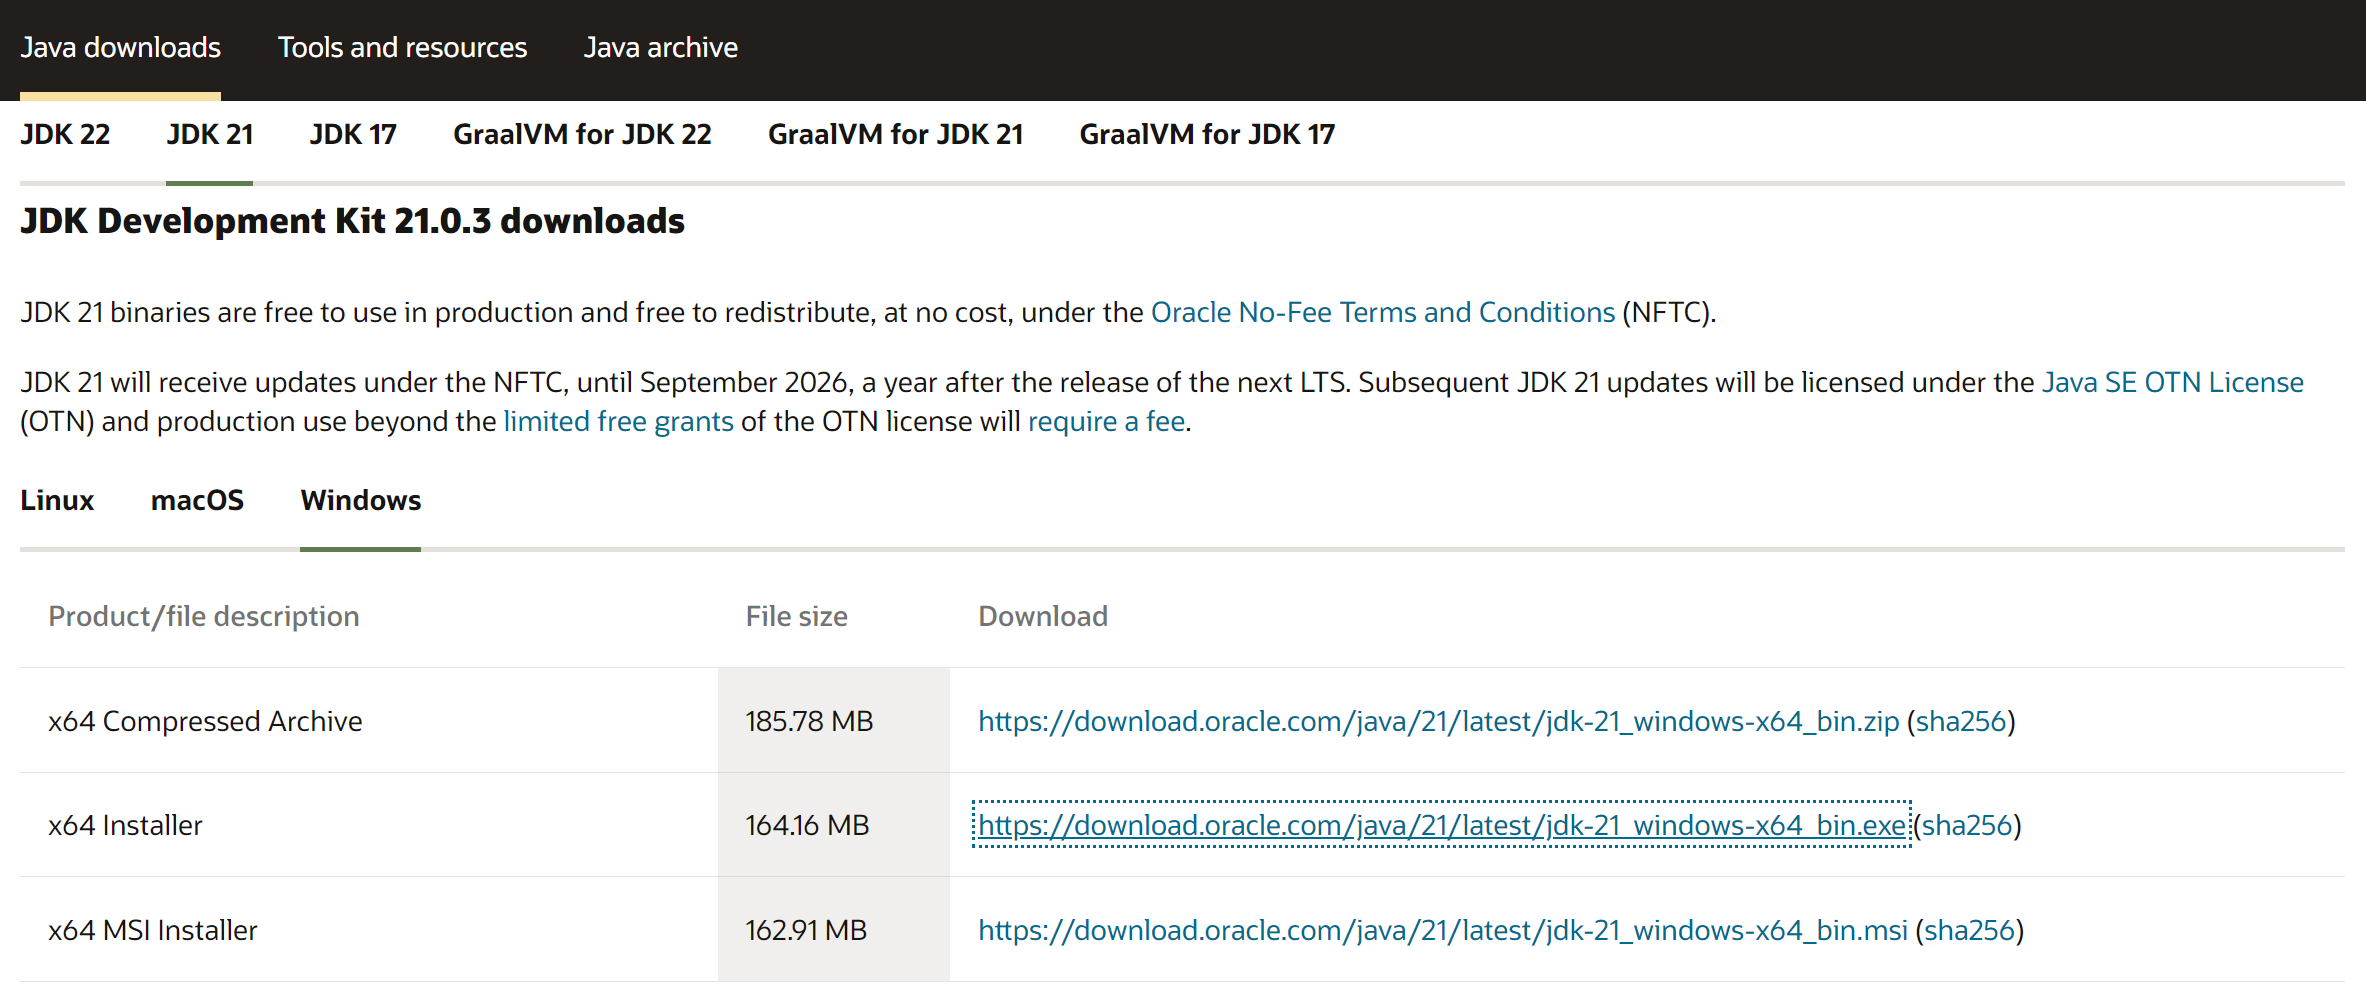 Java downloads Tools and resources Java archive
JDK 22 JDK 21 JDK 17 GraalVM for JDK 22 GraalVM for JDK 21 GraalVM for JDK 17
JDK Development Kit 21.0.3 downloads
JDK 21 binaries are free to use in production and free to redistribute, at no cost, under the Oracle No-Fee Terms and Conditions (NFTC).
JDK 21 will receive updates under the NFTC, until September 2026, a year after the release of the next LTS. Subsequent JDK 21 updates will be licensed under the Java SE OTN License
(OTN) and production use beyond the limited free grants of the OTN license will require a fee.
Linux macOS Windows
Product/file description File size Download
x64 Compressed Archive 185.78 MB https://download.oracle.com/java/21/latest/jdk-21_windows-x64_bin.zip (sha256)
x64 Installer 164.16 MB https://download.oracle.com/java/21/latest/jdk-21_windows-x64_bin.exe (sha256)
x64 MSI Installer 162.91 MB https://download.oracle.com/java/21/latest/jdk-21_windows-x64_bin.msi (sha256)